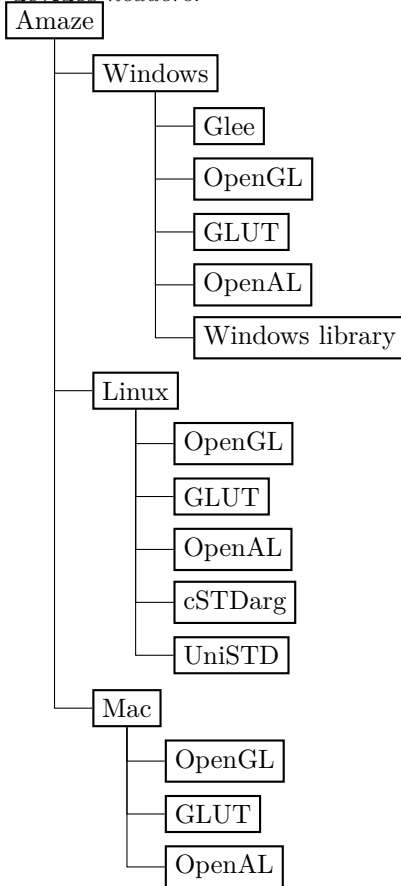 Amaze
Windows
Glee
OpenGL
GLUT
OpenAL
Windows library
Linux
OpenGL
GLUT
OpenAL
cSTDarg
UniSTD
Mac
OpenGL
GLUT
OpenAL